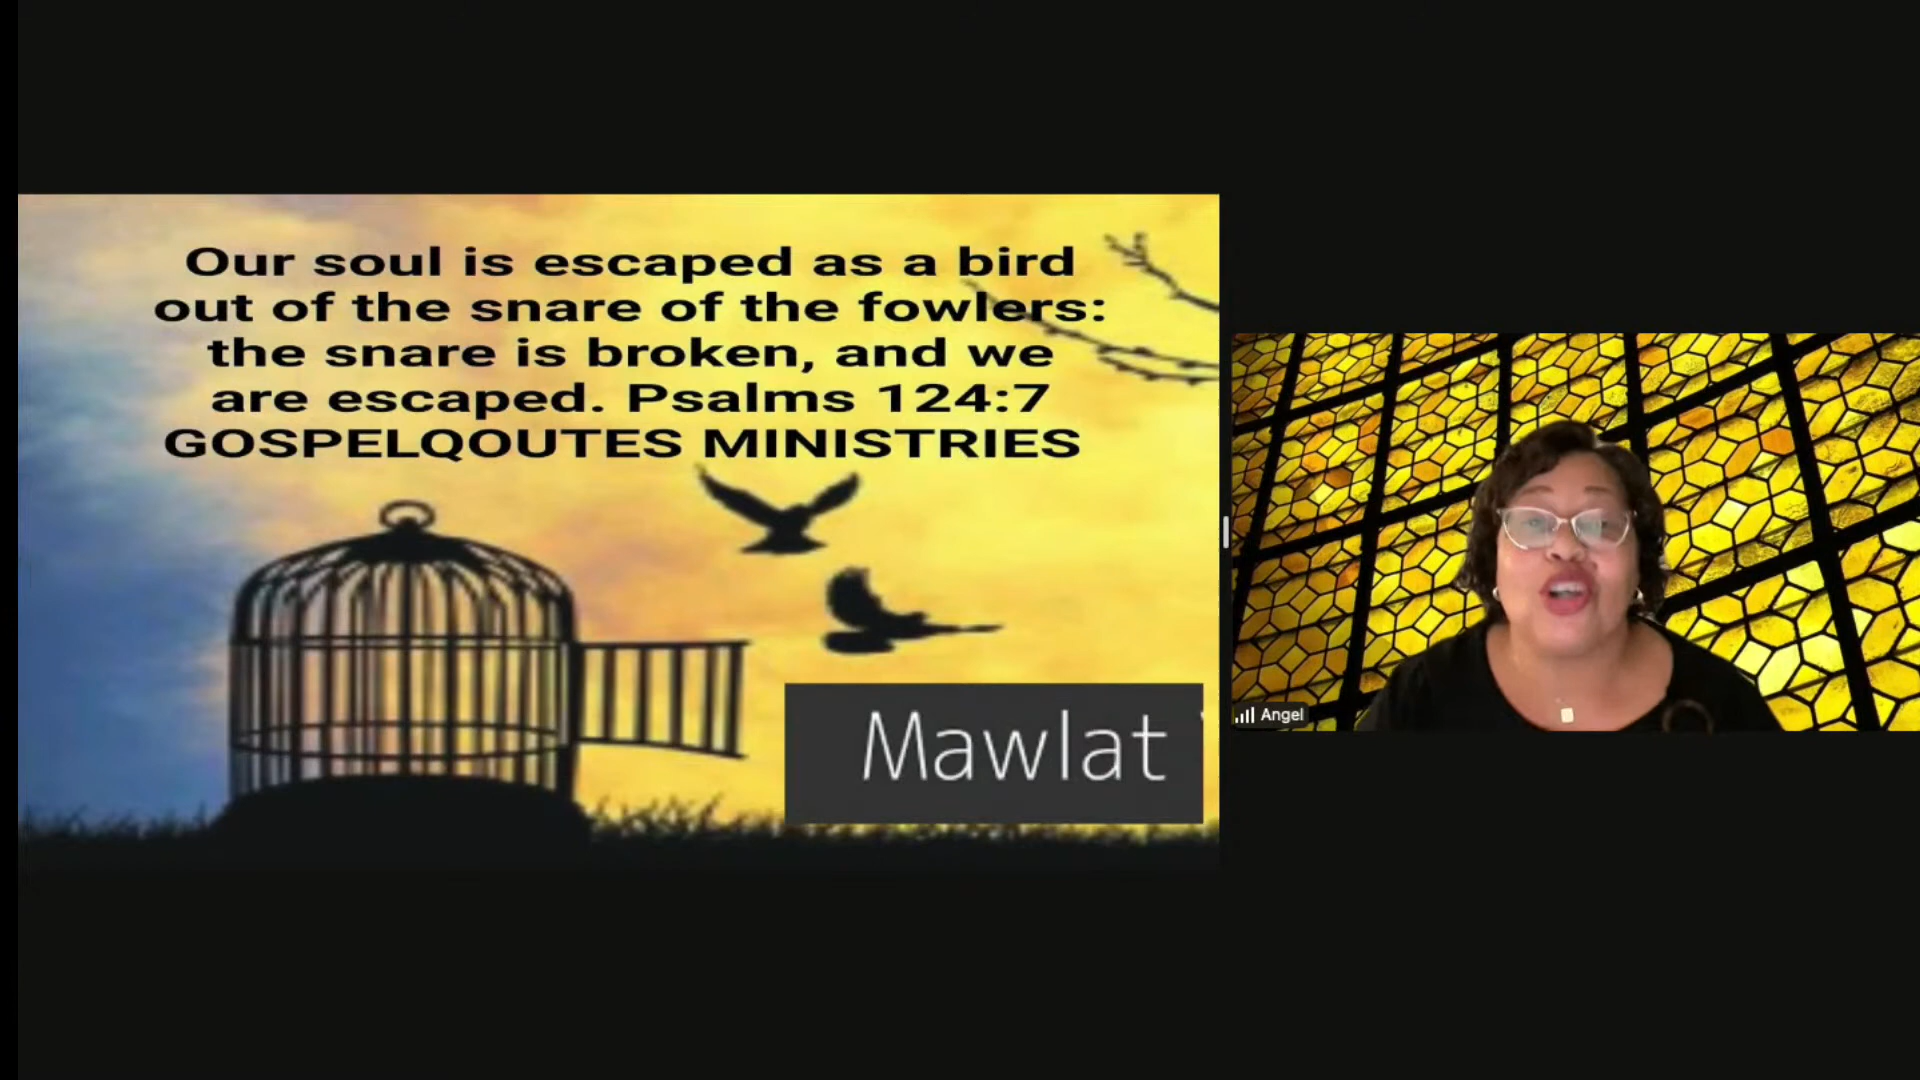 Our soul is escaped as a bird
out of the snare of the fowlers:
the snare is broken, and we
are escaped. Psalms 124:7
GOSPELQOUTES MINISTRIES
Mawlat
Angel